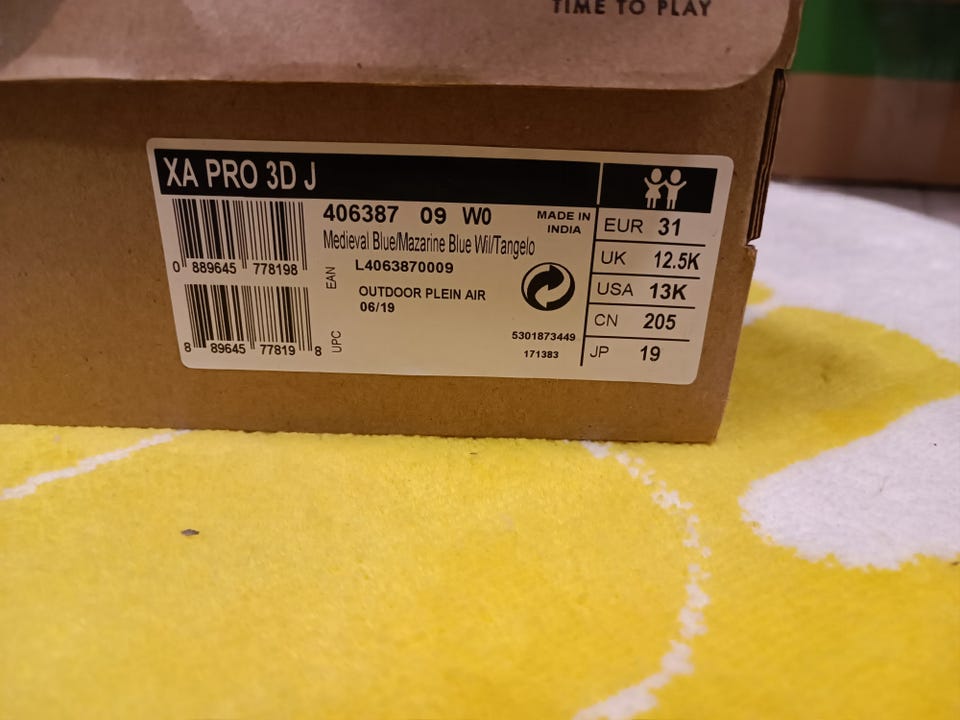 TIME TO PLAY
XA PRO 3D J
406387 09 W0
MADE IN
INDIA
Medieval Blue/Mazarine Blue Wil/Tangelo
L4063870009
EAN
0 889645 778198
OUTDOOR PLEIN AIR
06/19
UPC
8 89645 77819 8
5301873449
171383
EUR 31
UK 12.5K
USA 13K
CN 205
JP 19